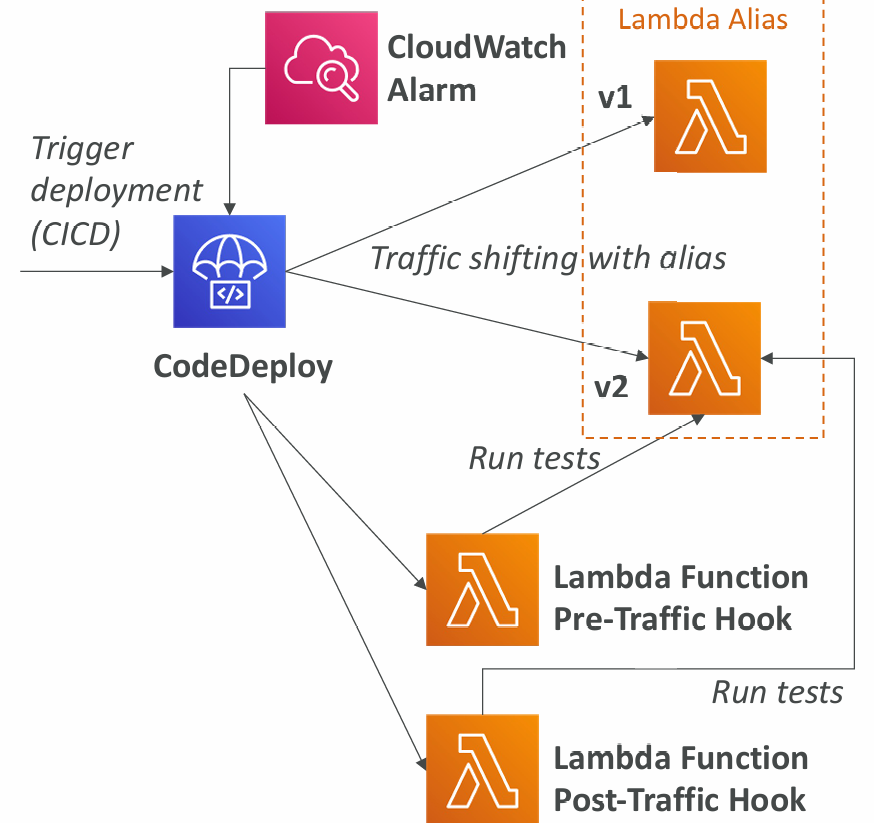 Lambda Alias
CloudWatch
Alarm
v1
Trigger
deployment
(CICD)
Traffic shifting with alias
</>
CodeDeploy
v2
Run tests
Lambda Function
Pre-Traffic Hook
Run tests
Lambda Function
Post-Traffic Hook